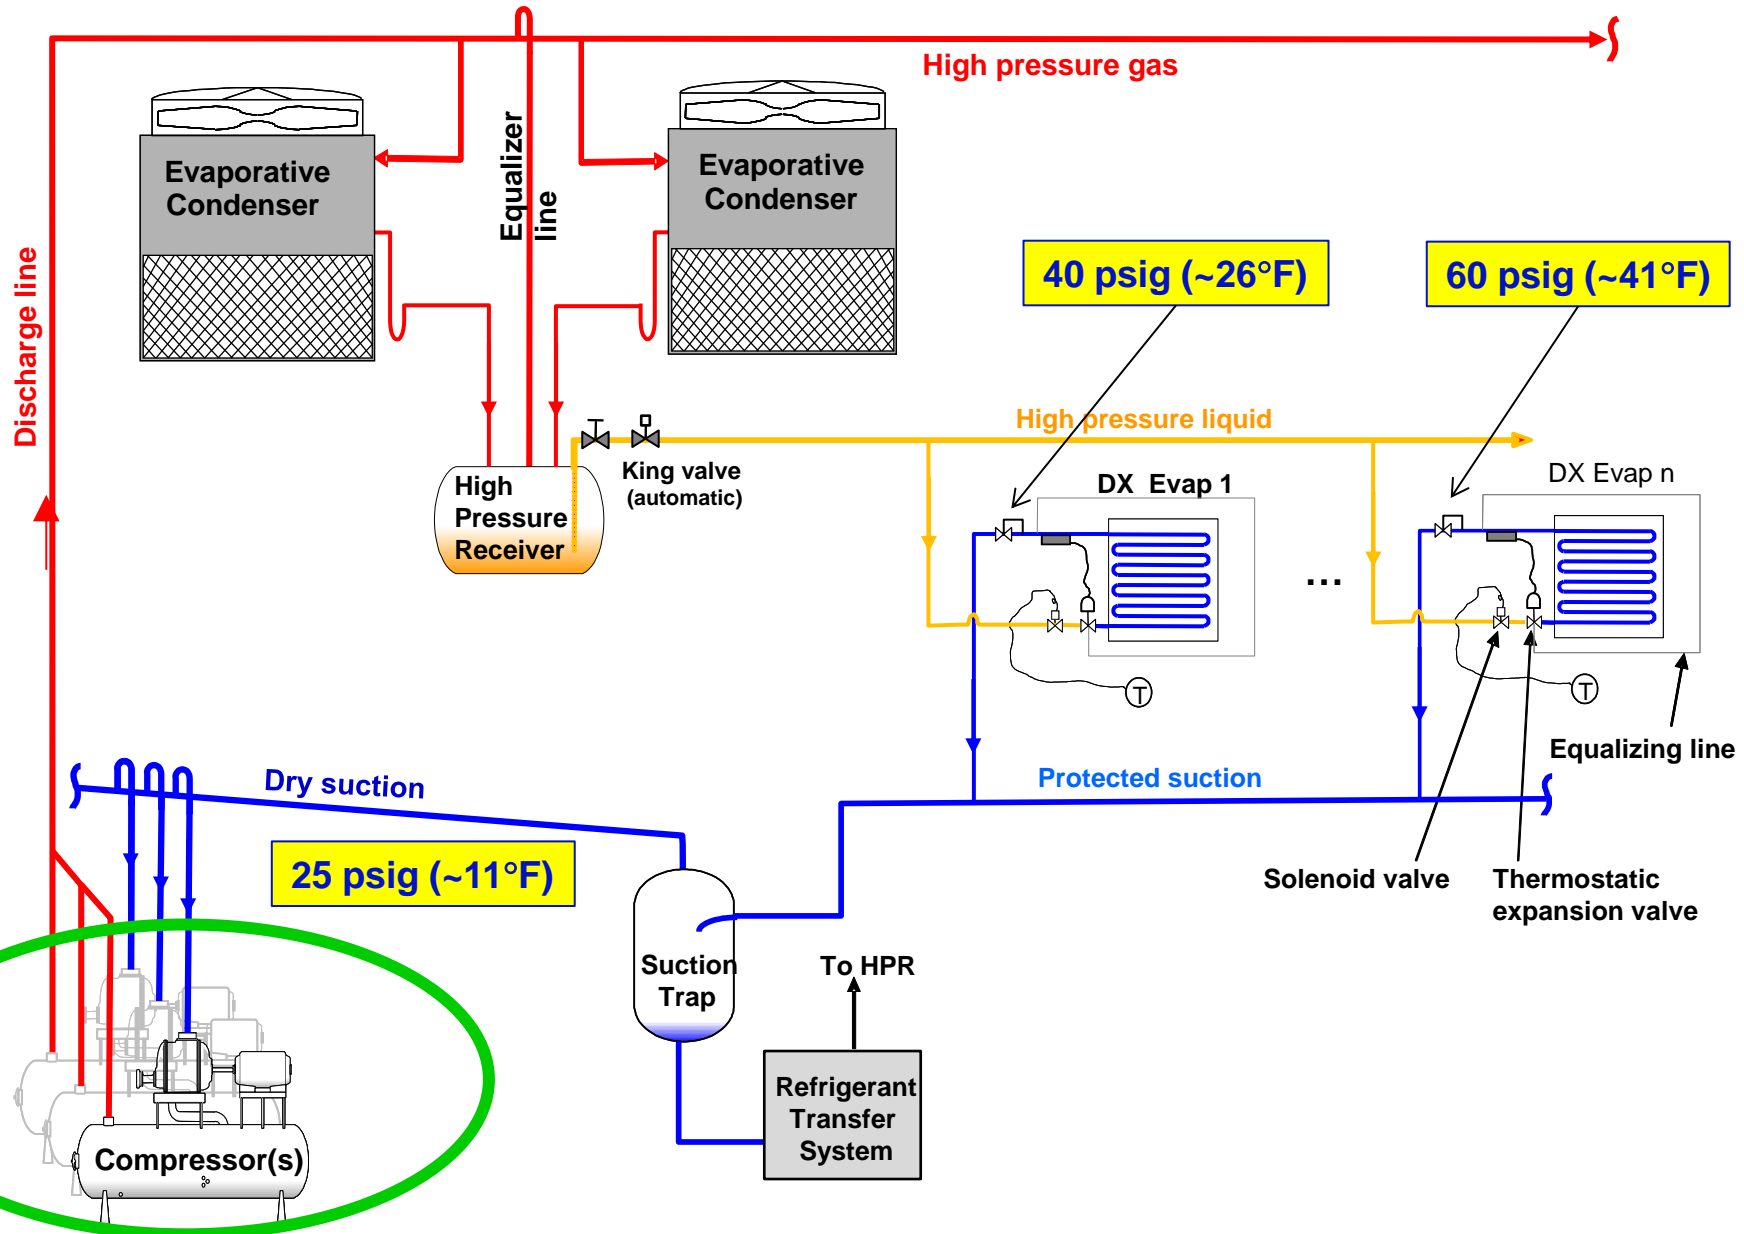 High pressure gas
Evaporative
Condenser
Equalizer
line
Evaporative
Condenser
Discharge line
40 psig (~26°F)
60 psig (~41°F)
High pressure liquid
King valve
(automatic)
High
Pressure
Receiver
DX Evap 1
DX Evap n
...
T
T
Equalizing line
Dry suction
Protected suction
25 psig (~11°F)
Solenoid valve
Thermostatic
expansion valve
Suction
Trap
To HPR
Refrigerant
Transfer
System
Compressor(s)